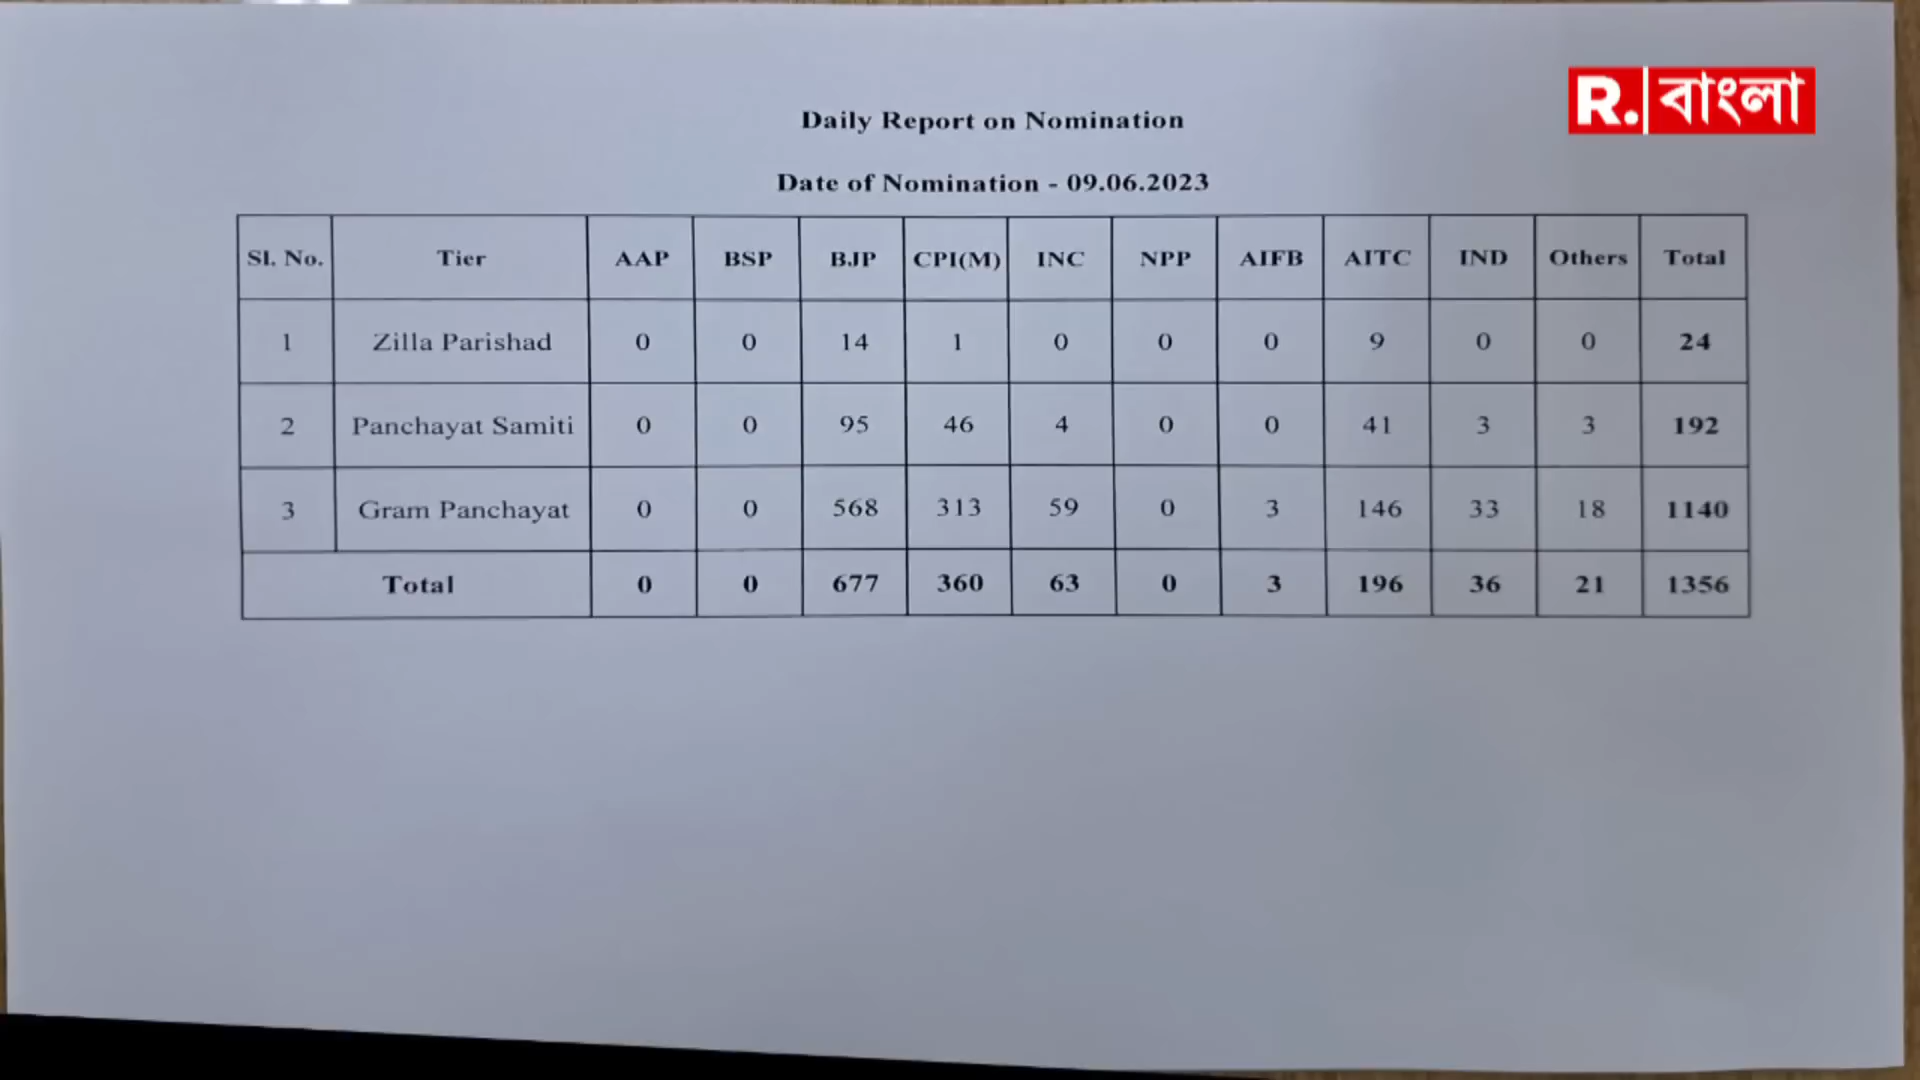 R. বাংলা
Daily Report on Nomination
Date of Nomination - 09.06.2023
Sl. No. Tier AAP BSP BJP CPI(M) INC NPP AIFB AITC IND Others Total
1 Zilla Parishad 0 0 14 1 0 0 0 9 0 0 24
2 Panchayat Samiti 0 0 95 46 4 0 0 41 3 3 192
3 Gram Panchayat 0 0 568 313 59 0 3 146 33 18 1140
Total 0 0 677 360 63 0 3 196 36 21 1356